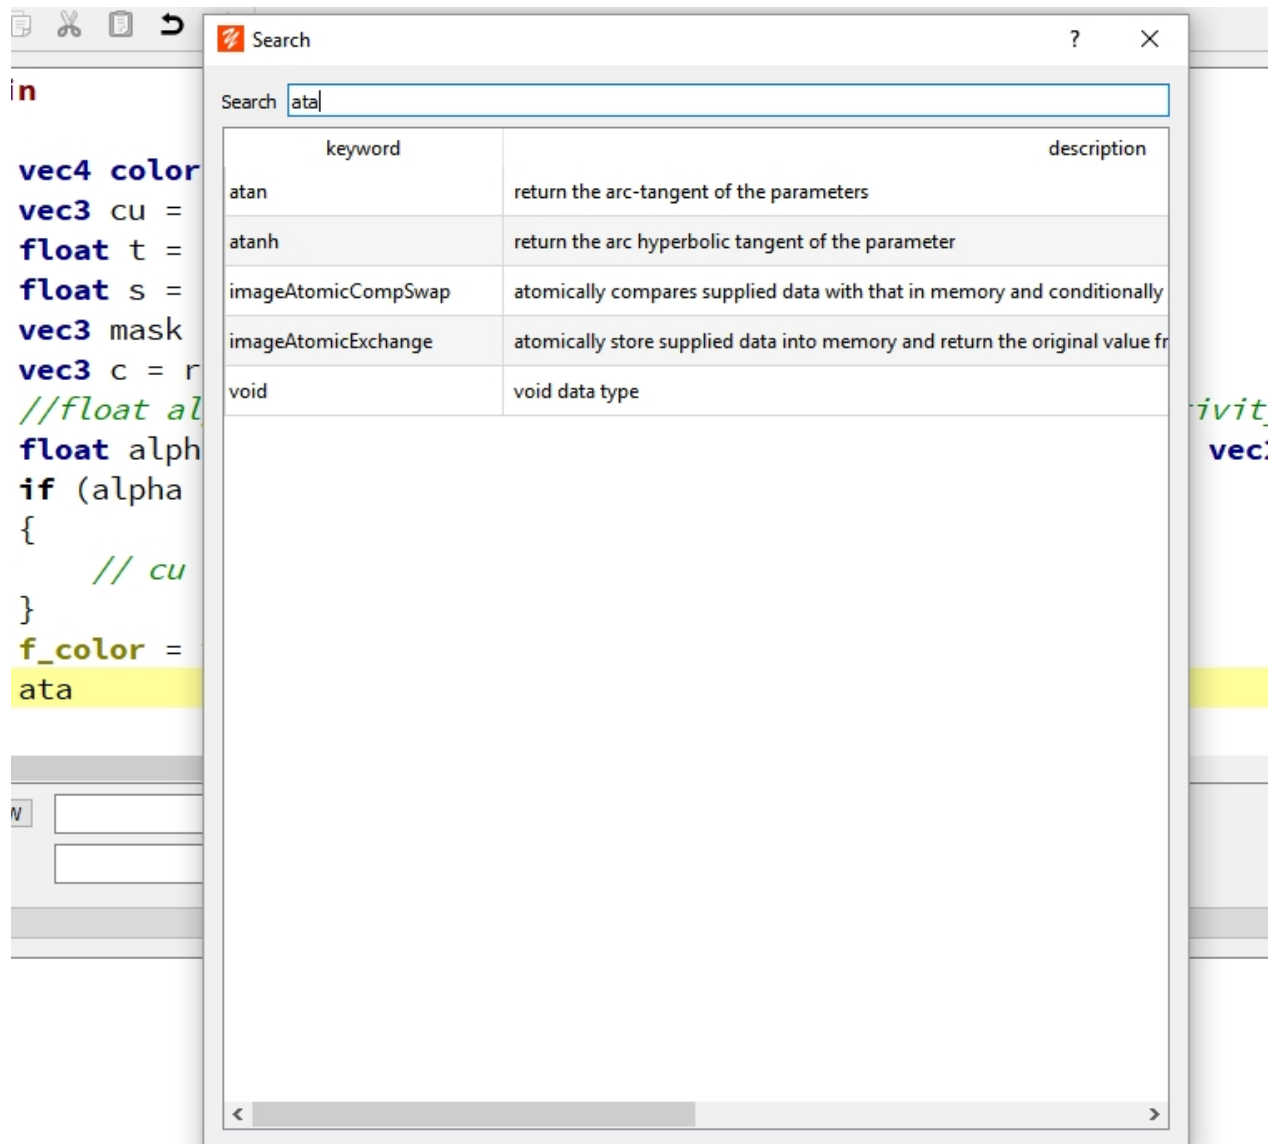 Search
?
in
Search ata
keyword description
vec4 color
atan return the arc-tangent of the parameters
vec3 cu =
float t =
atanh return the arc hyperbolic tangent of the parameter
float s =
imageAtomicCompSwap atomically compares supplied data with that in memory and conditionally
vec3 mask
imageAtomicExchange atomically store supplied data into memory and return the original value fr
vec3 c = r
void void data type
//float al
ivit
float alph
vec
if (alpha
{
// cu
}
f_color =
ata